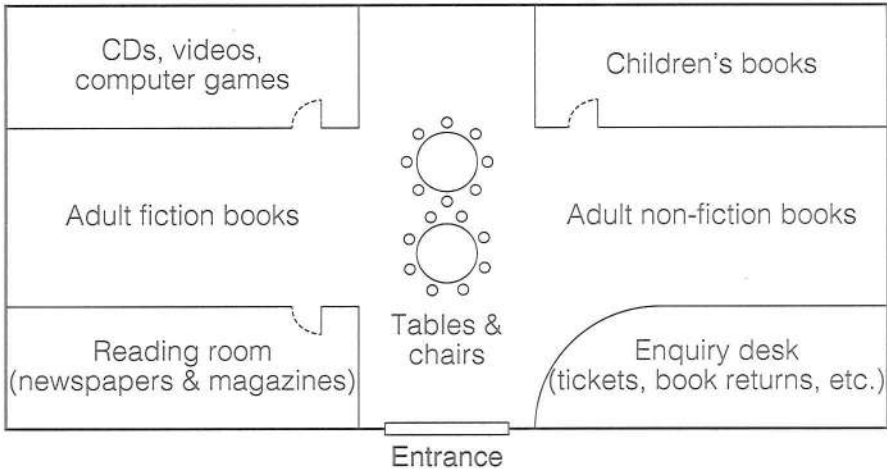 CDs, videos,
computer games
Children's books
Adult fiction books
Adult non-fiction books
Reading room
(newspapers & magazines)
Tables &
chairs
Enquiry desk
(tickets, book returns, etc.)
Entrance